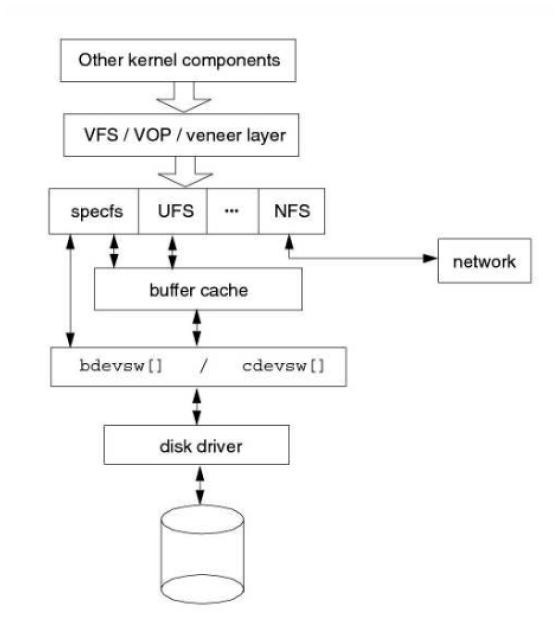 Other kernel components
VFS / VOP / veneer layer
specfs UFS ... NFS
network
buffer cache
bdevsw[] / cdevsw[]
disk driver